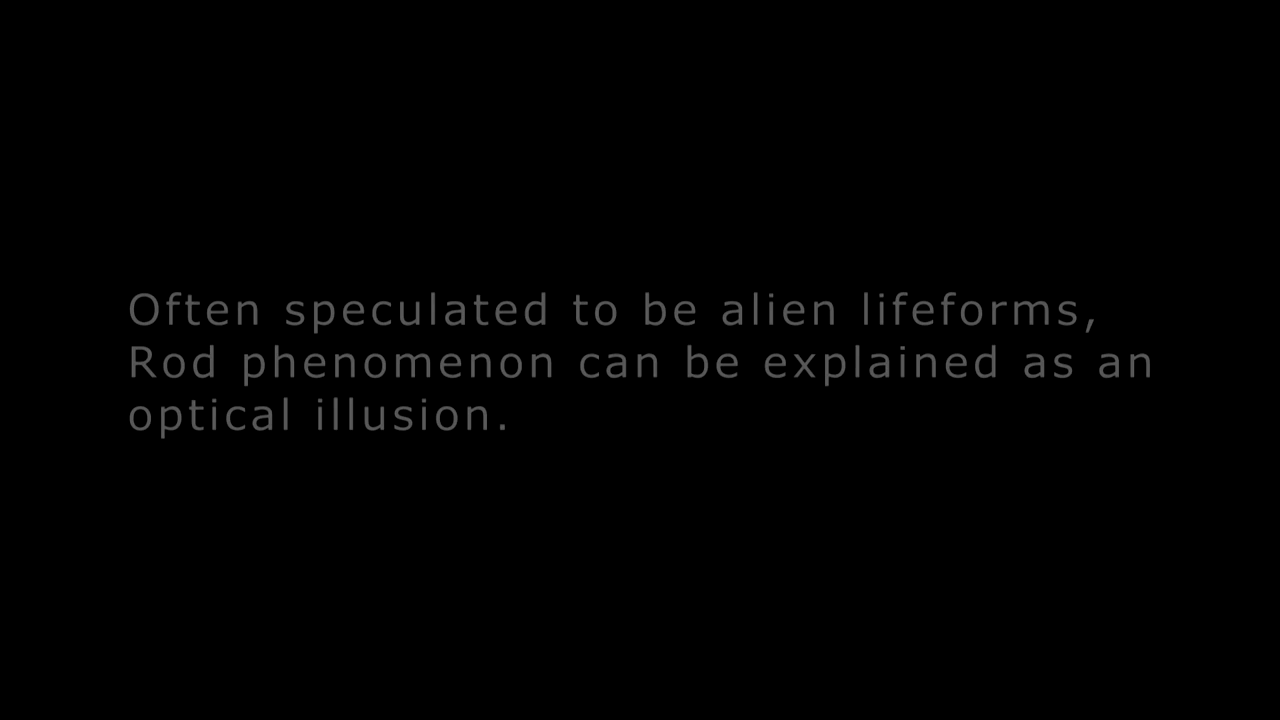 Often speculated to be alien lifeforms,
Rod phenomenon can be explained as an
optical illusion.